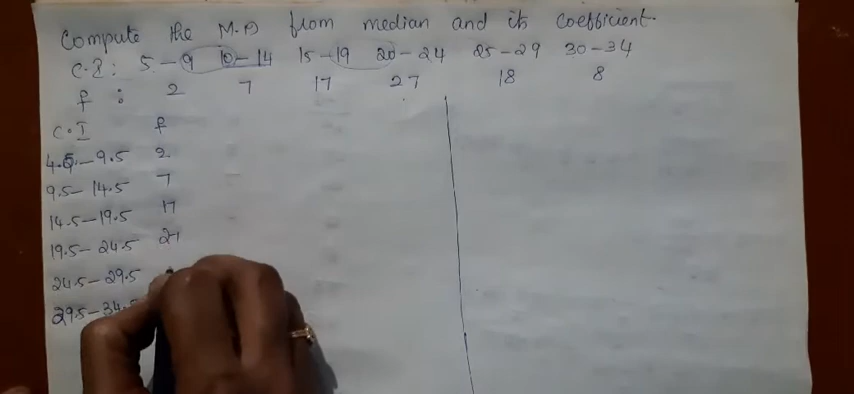 Compute the M.D from median and its coefficient.
C.I : 5-9 10-14 15-19 20-24 25-29 30-34
f : 2 7 17 27 18 8
C.I f
4.5-9.5 2
9.5-14.5 7
14.5-19.5 17
19.5-24.5 27
24.5-29.5
29.5-34.5